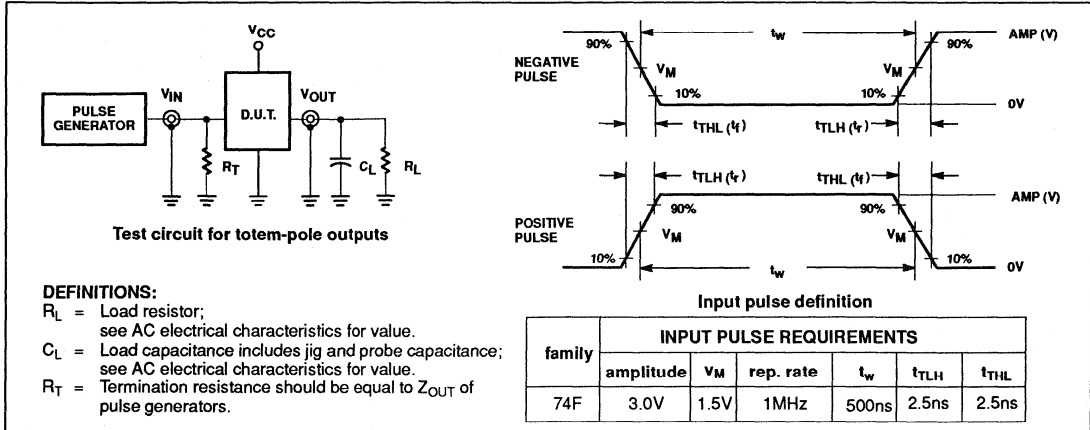 VCC
PULSE
GENERATOR
VIN
D.U.T.
VOUT
RT
CL
RL
Test circuit for totem-pole outputs
DEFINITIONS:
RL = Load resistor;
see AC electrical characteristics for value.
CL = Load capacitance includes jig and probe capacitance;
see AC electrical characteristics for value.
RT = Termination resistance should be equal to ZOUT of
pulse generators.
NEGATIVE
PULSE
90%
tw
90%
AMP (V)
VM
VM
10%
10%
0V
tTHL (tf)
tTLH (tr)
POSITIVE
PULSE
tTLH (tr)
tTHL (tf)
AMP (V)
90%
90%
VM
VM
10%
10%
tw
0V
Input pulse definition
family
INPUT PULSE REQUIREMENTS
amplitude VM rep. rate tw tTLH tTHL
74F 3.0V 1.5V 1MHz 500ns 2.5ns 2.5ns